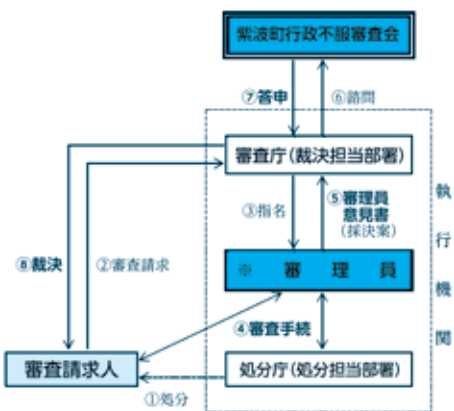 紫波町行政不服審査会
⑦答申
⑥諮問
審査庁(裁決担当部署)
③指名
⑤審理員
意見書
(採決案)
執行機関
⑧裁決
②審査請求
※審理員
④審査手続
審査請求人
処分庁(処分担当部署)
①処分